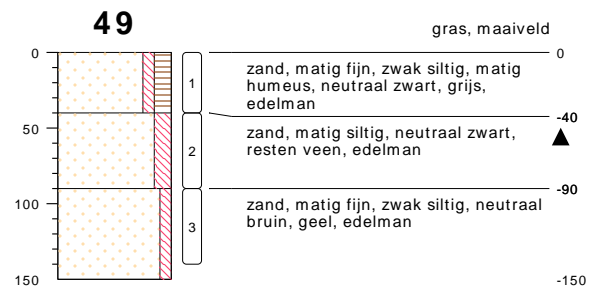 49
gras, maaiveld
0
0
zand, matig fijn, zwak siltig, matig
humeus, neutraal zwart, grijs,
edelman
1
-40
50
zand, matig siltig, neutraal zwart,
resten veen, edelman
2
-90
100
zand, matig fijn, zwak siltig, neutraal
bruin, geel, edelman
3
150
-150